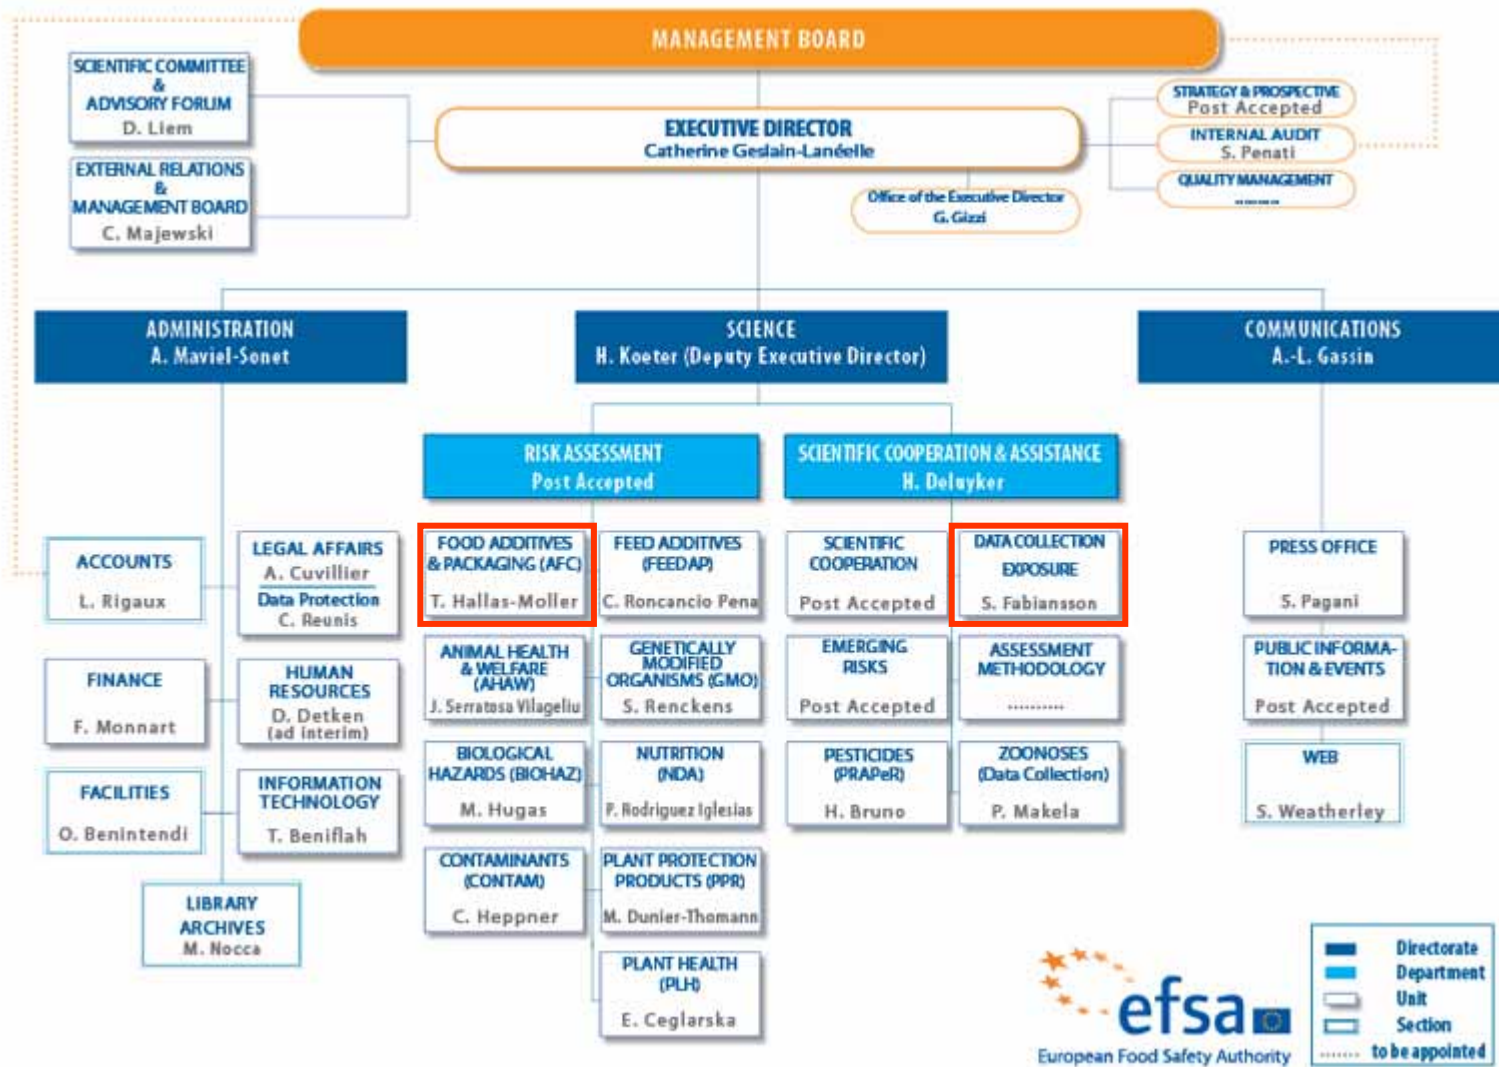 MANAGEMENT BOARD
SCIENTIFIC COMMITTEE
&
ADVISORY FORUM
D. Liem
EXTERNAL RELATIONS
&
MANAGEMENT BOARD
C. Majewski
EXECUTIVE DIRECTOR
Catherine Geslain-Lanéelle
Office of the Executive Director
G. Gizzi
STRATEGY & PROSPECTIVE
Post Accepted
INTERNAL AUDIT
S. Penati
QUALITY MANAGEMENT
..........
ADMINISTRATION
A. Maviel-Sonet
SCIENCE
H. Koeter (Deputy Executive Director)
COMMUNICATIONS
A.-L. Gassin
RISK ASSESSMENT
Post Accepted
SCIENTIFIC COOPERATION & ASSISTANCE
H. Deluyker
ACCOUNTS
L. Rigaux
LEGAL AFFAIRS
A. Cuvillier
Data Protection
C. Reunis
FINANCE
F. Monnart
HUMAN
RESOURCES
D. Detken
(ad interim)
FACILITIES
O. Benintendi
INFORMATION
TECHNOLOGY
T. Beniflah
LIBRARY
ARCHIVES
M. Nocca
FOOD ADDITIVES
& PACKAGING (AFC)
T. Hallas-Moller
FEED ADDITIVES
(FEEDAP)
C. Roncancio Pena
ANIMAL HEALTH
& WELFARE
(AHAW)
J. Serratosa Vilageliu
GENETICALLY
MODIFIED
ORGANISMS (GMO)
S. Renckens
BIOLOGICAL
HAZARDS (BIOHAZ)
M. Hugas
NUTRITION
(NDA)
P. Rodriguez Iglesias
CONTAMINANTS
(CONTAM)
C. Heppner
PLANT PROTECTION
PRODUCTS (PPR)
M. Dunier-Thomann
PLANT HEALTH
(PLH)
E. Ceglarska
SCIENTIFIC
COOPERATION
Post Accepted
DATA COLLECTION
EXPOSURE
S. Fabiansson
EMERGING
RISKS
Post Accepted
ASSESSMENT
METHODOLOGY
..........
PESTICIDES
(PRAPeR)
H. Bruno
ZOONOSES
(Data Collection)
P. Makela
PRESS OFFICE
S. Pagani
PUBLIC INFORMA-
TION & EVENTS
Post Accepted
WEB
S. Weatherley
efsa
European Food Safety Authority
Directorate
Department
Unit
Section
....... to be appointed